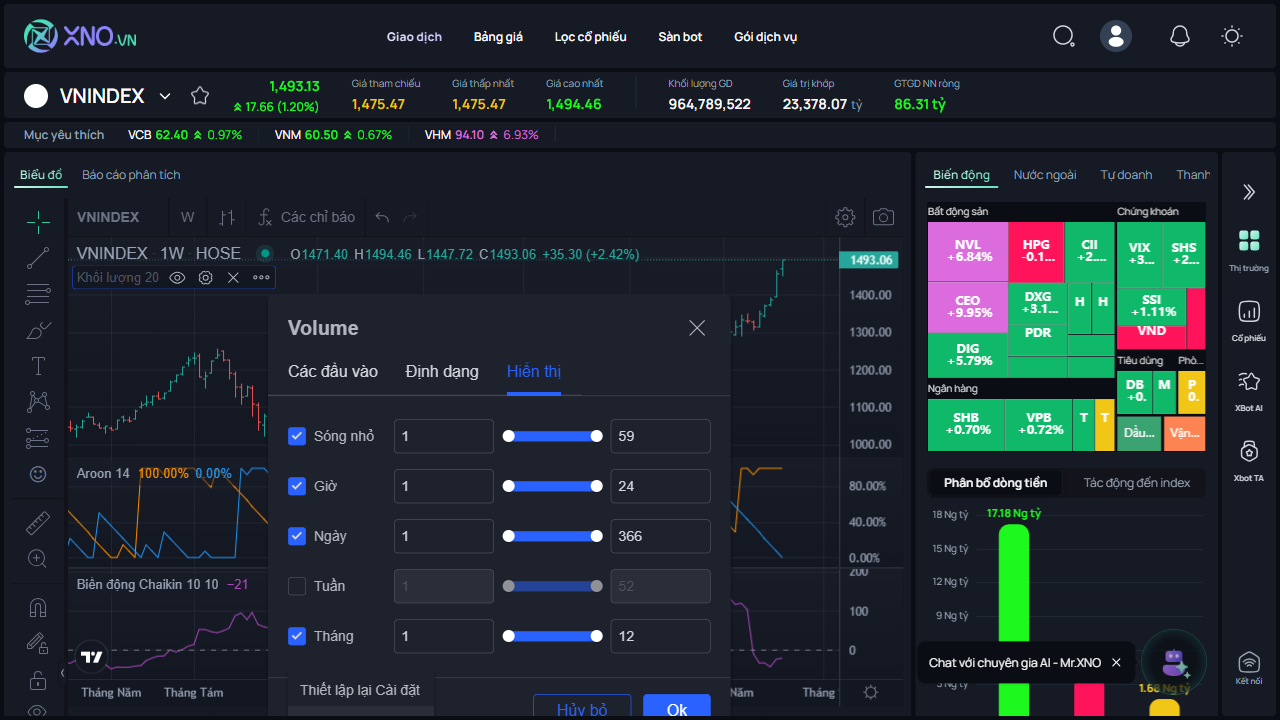 XNO.VN
Giao dịch
Bảng giá
Lọc cổ phiếu
Sàn bot
Gói dịch vụ
VNINDEX
1,493.13
17.66 (1.20%)
Giá tham chiếu
1,475.47
Giá thấp nhất
1,475.47
Giá cao nhất
1,494.46
Khối lượng GD
964,789,522
Giá trị khớp
23,378.07 tỷ
GTGD NN ròng
86.31 tỷ
Mục yêu thích
VCB 62.40 0.97%
VNM 60.50 0.67%
VHM 94.10 6.93%
Biểu đồ
Báo cáo phân tích
VNINDEX
W
Các chỉ báo
VNINDEX · 1W · HOSE
O1471.40 H1494.46 L1447.72 C1493.06 +35.30 (+2.42%)
Khối lượng 20
1493.06
1400.00
1300.00
1200.00
1100.00
1000.00
Aroon 14 100.00% 0.00%
80.00%
40.00%
0.00%
Biên động Chaikin 10 10 −21
200
100
0
Tháng Năm
Tháng Tám
Năm
Tháng
Volume
Các đầu vào
Định dạng
Hiển thị
Sóng nhỏ 1 59
Giờ 1 24
Ngày 1 366
Tuần 1 52
Tháng 1 12
Thiết lập lại Cài đặt
Hủy bỏ
Ok
Biến động
Nước ngoài
Tự doanh
Thanh
Bất động sản
NVL
+6.84%
HPG
-0.1...
CII
+2....
CEO
+9.95%
DXG
+3.1...
H
H
PDR
DIG
+5.79%
Chứng khoán
VIX
+3...
SHS
+2...
SSI
+1.11%
VND
Tiêu dùng
Phò...
DB
+0.
M
P
0.
Ngân hàng
SHB
+0.70%
VPB
+0.72%
T
T
Dầu...
Vận...
Phân bổ dòng tiền
Tác động đến index
18 Ng tỷ
17.18 Ng tỷ
15 Ng tỷ
12 Ng tỷ
9 Ng tỷ
Chat với chuyên gia AI - Mr.XNO
1.68 Ng tỷ
Thị trường
Cổ phiếu
XBot AI
Xbot TA
Kết nối